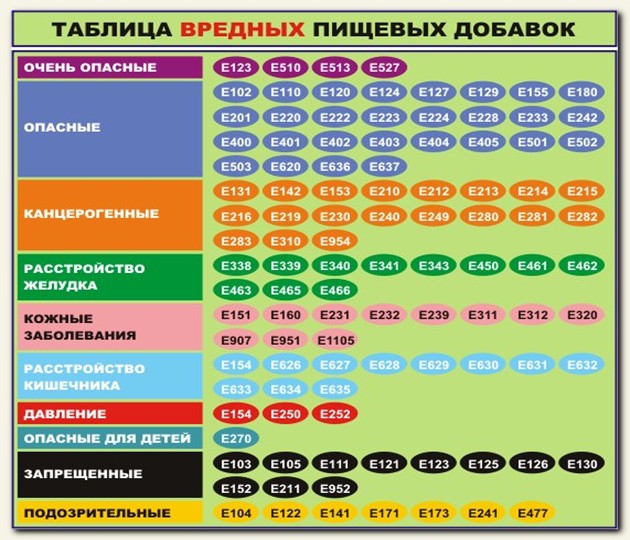 ТАБЛИЦА ВРЕДНЫХ ПИЩЕВЫХ ДОБАВОК
ОЧЕНЬ ОПАСНЫЕ
E123 E510 E513 E527
ОПАСНЫЕ
E102 E110 E120 E124 E127 E129 E155 E180
E201 E220 E222 E223 E224 E228 E233 E242
E400 E401 E402 E403 E404 E405 E501 E502
E503 E620 E636 E637
КАНЦЕРОГЕННЫЕ
E131 E142 E153 E210 E212 E213 E214 E215
E216 E219 E230 E240 E249 E280 E281 E282
E283 E310 E954
РАССТРОЙСТВО
ЖЕЛУДКА
E338 E339 E340 E341 E343 E450 E461 E462
E463 E465 E466
КОЖНЫЕ
ЗАБОЛЕВАНИЯ
E151 E160 E231 E232 E239 E311 E312 E320
E907 E951 E1105
РАССТРОЙСТВО
КИШЕЧНИКА
E154 E626 E627 E628 E629 E630 E631 E632
E633 E634 E635
ДАВЛЕНИЕ
E154 E250 E252
ОПАСНЫЕ ДЛЯ ДЕТЕЙ
E270
ЗАПРЕЩЕННЫЕ
E103 E105 E111 E121 E123 E125 E126 E130
E152 E211 E952
ПОДОЗРИТЕЛЬНЫЕ
E104 E122 E141 E171 E173 E241 E477